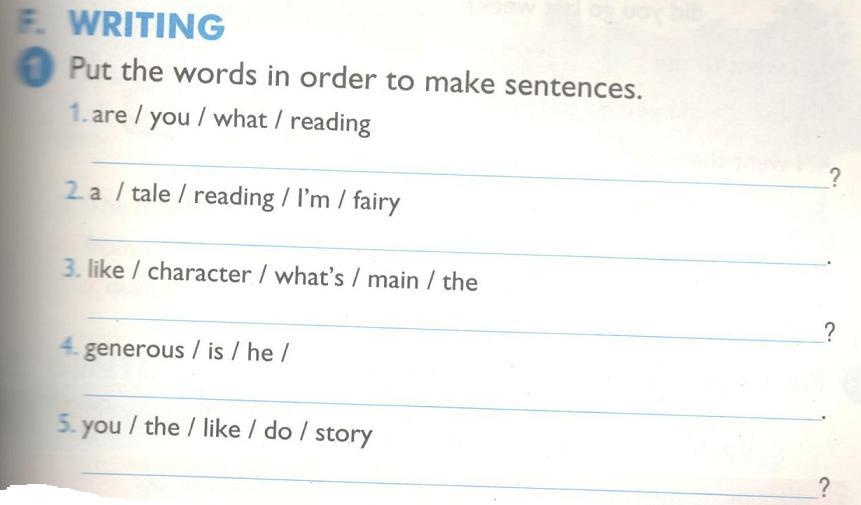 F. WRITING
1 Put the words in order to make sentences.
1. are / you / what / reading
?
2. a / tale / reading / I'm / fairy
.
3. like / character / what's / main / the
?
4. generous / is / he /
.
5. you / the / like / do / story
?